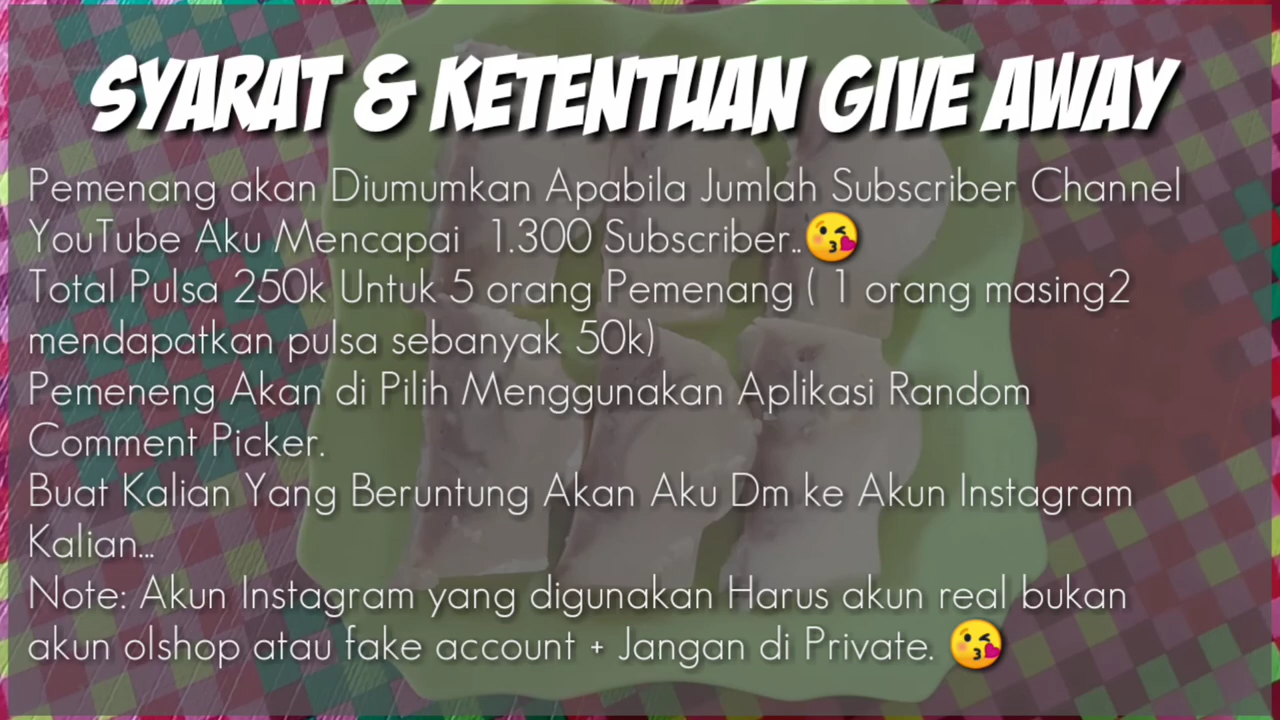 SYARAT & KETENTUAN GIVE AWAY
Pemenang akan Diumumkan Apabila Jumlah Subscriber Channel
YouTube Aku Mencapai 1.300 Subscriber..😘
Total Pulsa 250k Untuk 5 orang Pemenang ( 1 orang masing2
mendapatkan pulsa sebanyak 50k)
Pemeneng Akan di Pilih Menggunakan Aplikasi Random
Comment Picker.
Buat Kalian Yang Beruntung Akan Aku Dm ke Akun Instagram
Kalian...
Note: Akun Instagram yang digunakan Harus akun real bukan
akun olshop atau fake account + Jangan di Private. 😘